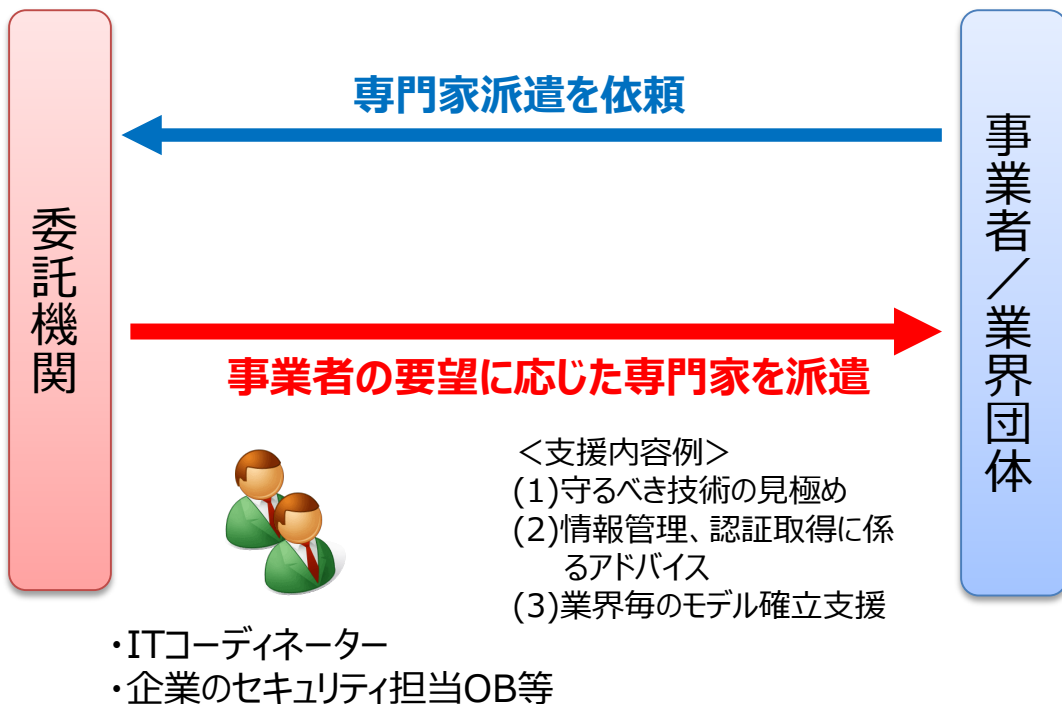 専門家派遣を依頼
委託機関
事業者／業界団体
事業者の要望に応じた専門家を派遣
＜支援内容例＞
(1)守るべき技術の見極め
(2)情報管理、認証取得に係
るアドバイス
(3)業界毎のモデル確立支援
・ITコーディネーター
・企業のセキュリティ担当OB等